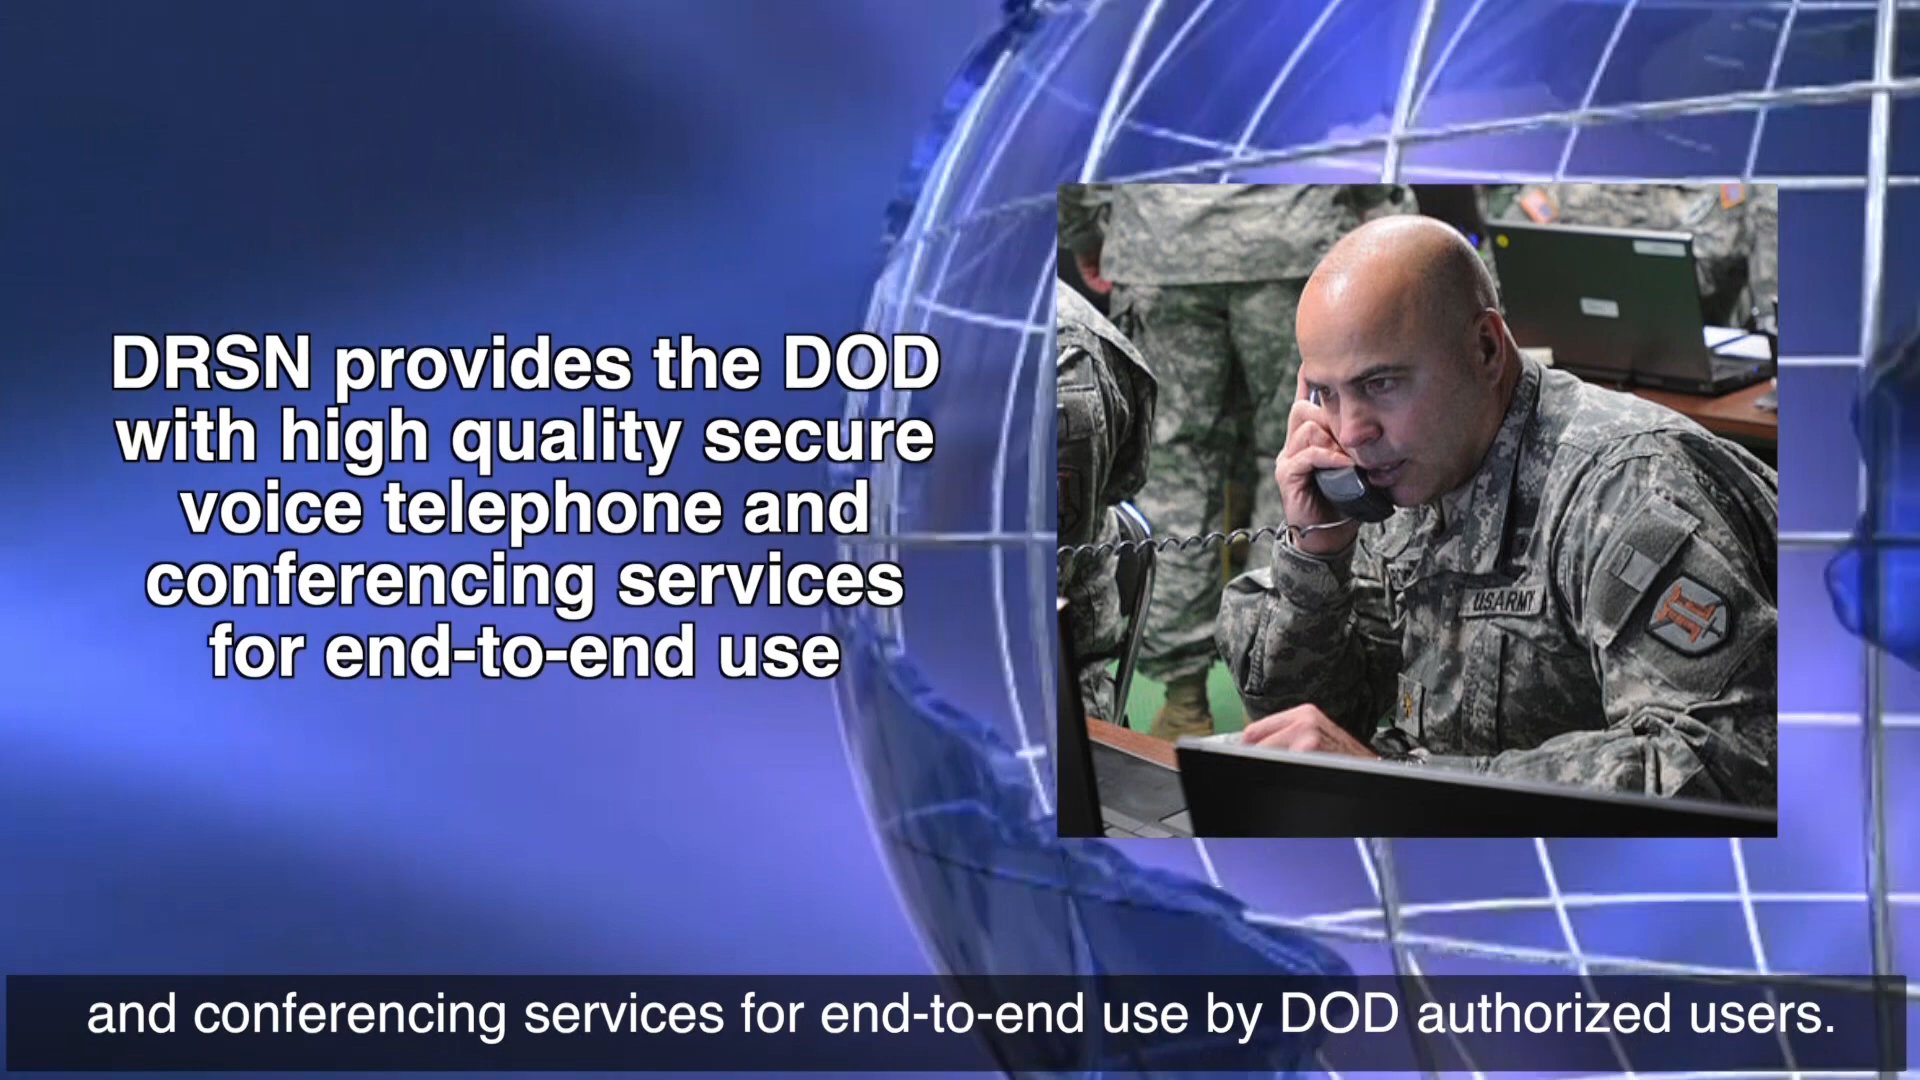 DRSN provides the DOD
with high quality secure
voice telephone and
conferencing services
for end-to-end use
U.S. ARMY
and conferencing services for end-to-end use by DOD authorized users.